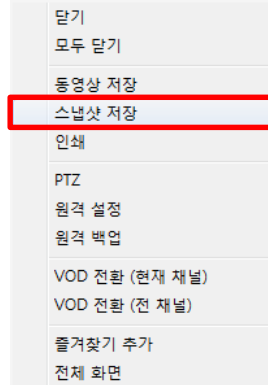 닫기
모두 닫기
동영상 저장
스냅샷 저장
인쇄
PTZ
원격 설정
원격 백업
VOD 전환 (현재 채널)
VOD 전환 (전 채널)
즐겨찾기 추가
전체 화면